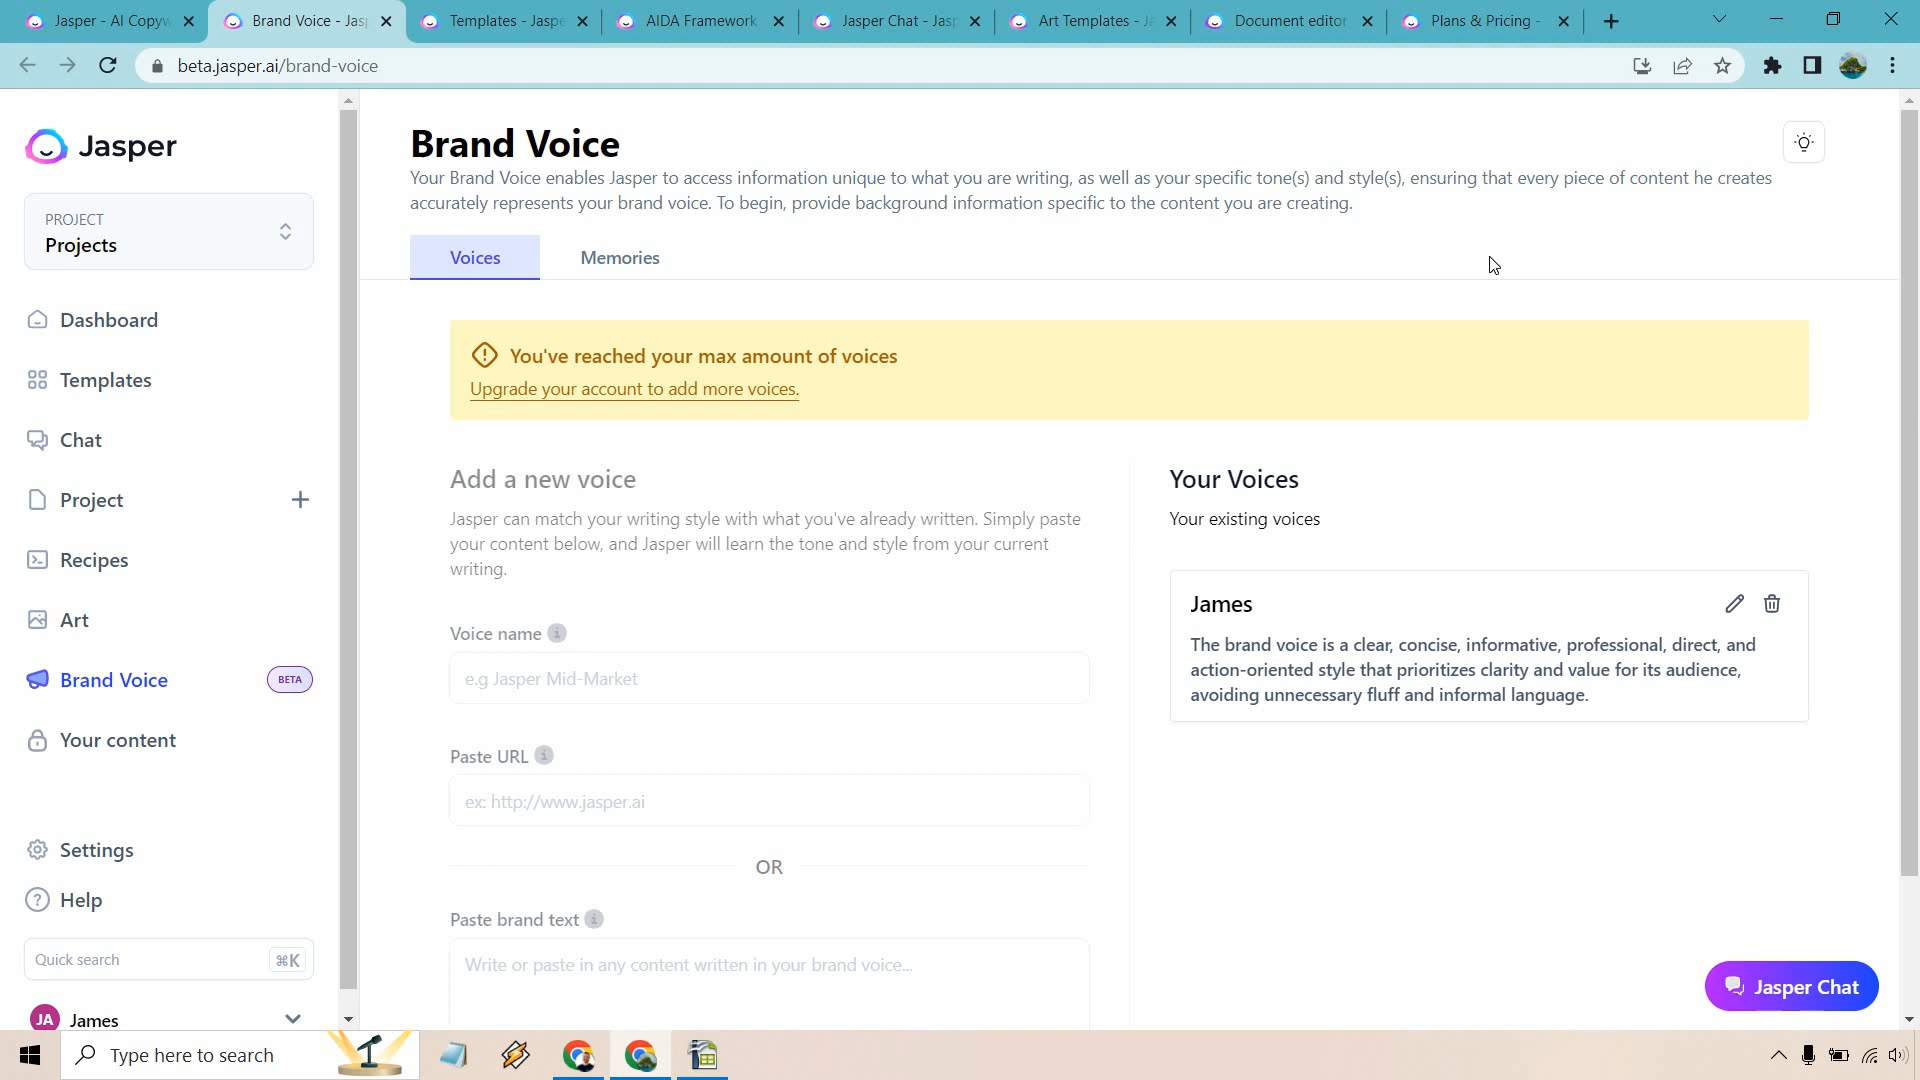 Jasper - AI Copyw
Brand Voice - Jasp
Templates - Jaspe
AIDA Framework
Jasper Chat - Jasp
Art Templates - Ja
Document editor
Plans & Pricing -
beta.jasper.ai/brand-voice
Jasper
PROJECT
Projects
Dashboard
Templates
Chat
Project
Recipes
Art
Brand Voice
BETA
Your content
Settings
Help
Quick search
⌘K
JA
James
Brand Voice
Your Brand Voice enables Jasper to access information unique to what you are writing, as well as your specific tone(s) and style(s), ensuring that every piece of content he creates
accurately represents your brand voice. To begin, provide background information specific to the content you are creating.
Voices
Memories
You've reached your max amount of voices
Upgrade your account to add more voices.
Add a new voice
Jasper can match your writing style with what you've already written. Simply paste
your content below, and Jasper will learn the tone and style from your current
writing.
Voice name
e.g Jasper Mid-Market
Paste URL
ex: http://www.jasper.ai
OR
Paste brand text
Write or paste in any content written in your brand voice...
Your Voices
Your existing voices
James
The brand voice is a clear, concise, informative, professional, direct, and
action-oriented style that prioritizes clarity and value for its audience,
avoiding unnecessary fluff and informal language.
Jasper Chat
Type here to search